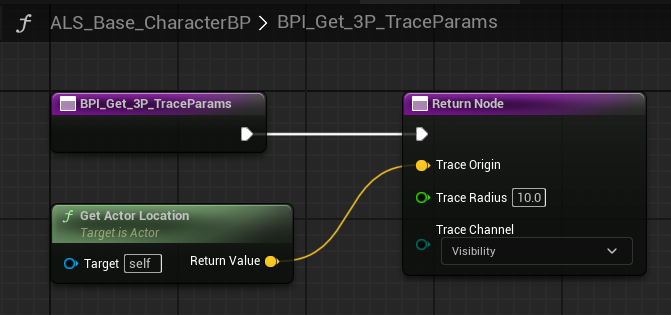 f ALS_Base_CharacterBP > BPI_Get_3P_TraceParams
BPI_Get_3P_TraceParams
Return Node
Trace Origin
Trace Radius 10.0
f Get Actor Location
Target is Actor
Trace Channel
Visibility
Target self Return Value